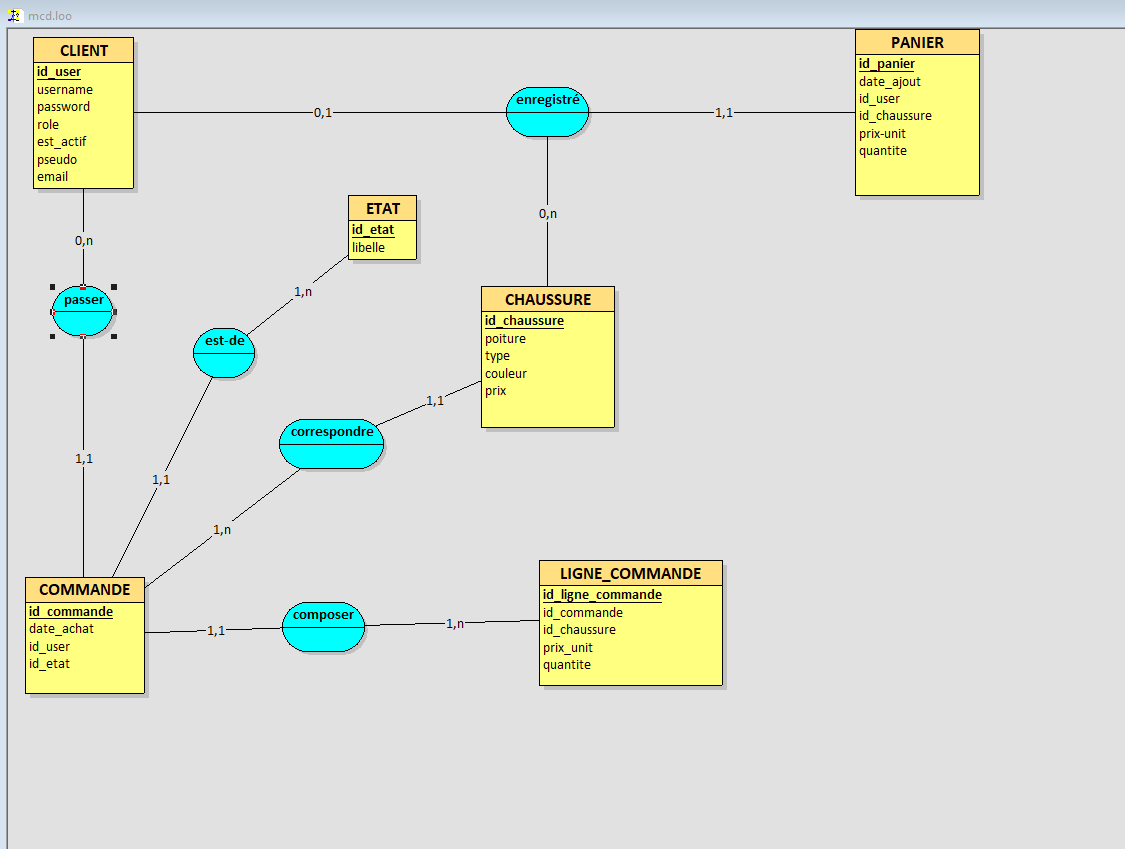 mcd.loo
CLIENT
id_user
username
password
role
est_actif
pseudo
email
enregistré
0,1
1,1
PANIER
id_panier
date_ajout
id_user
id_chaussure
prix-unit
quantite
0,n
0,n
passer
1,1
ETAT
id_etat
libelle
1,n
est-de
1,1
CHAUSSURE
id_chaussure
poiture
type
couleur
prix
1,1
correspondre
1,n
COMMANDE
id_commande
date_achat
id_user
id_etat
1,1
composer
1,n
LIGNE_COMMANDE
id_ligne_commande
id_commande
id_chaussure
prix_unit
quantite